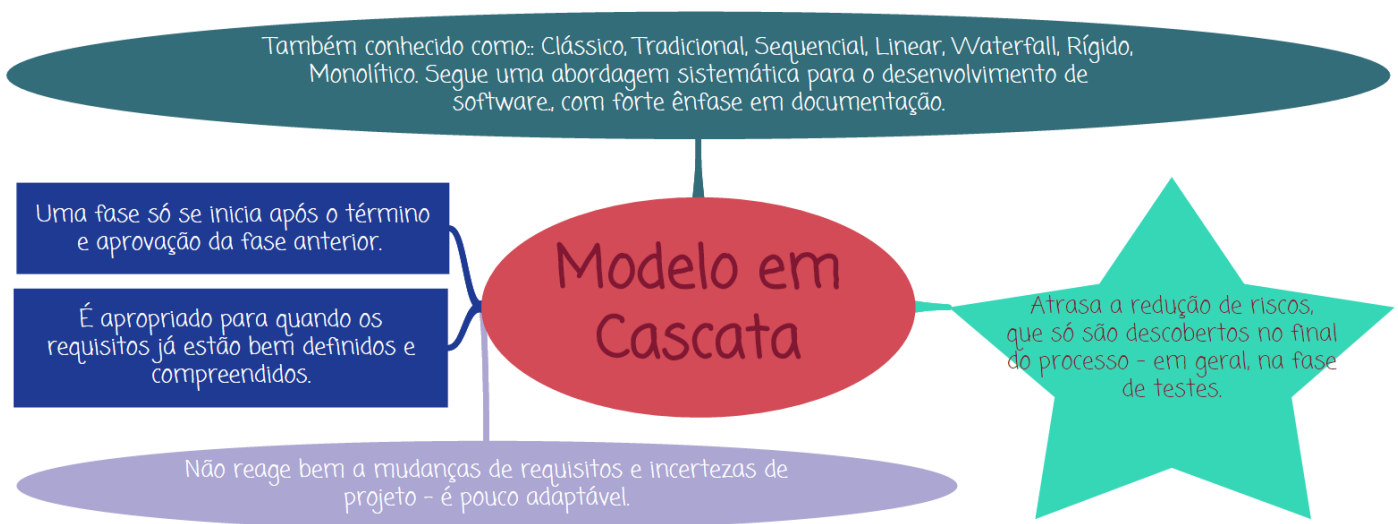 Também conhecido como:: Clássico, Tradicional, Sequencial, Linear, Waterfall, Rígido,
Monolítico. Segue uma abordagem sistemática para o desenvolvimento de
software., com forte ênfase em documentação.
Uma fase só se inicia após o término
e aprovação da fase anterior.
É apropriado para quando os
requisitos já estão bem definidos e
compreendidos.
Modelo em
Cascata
Atrasa a redução de riscos,
que só são descobertos no final
do processo - em geral, na fase
de testes.
Não reage bem a mudanças de requisitos e incertezas de
projeto - é pouco adaptável.